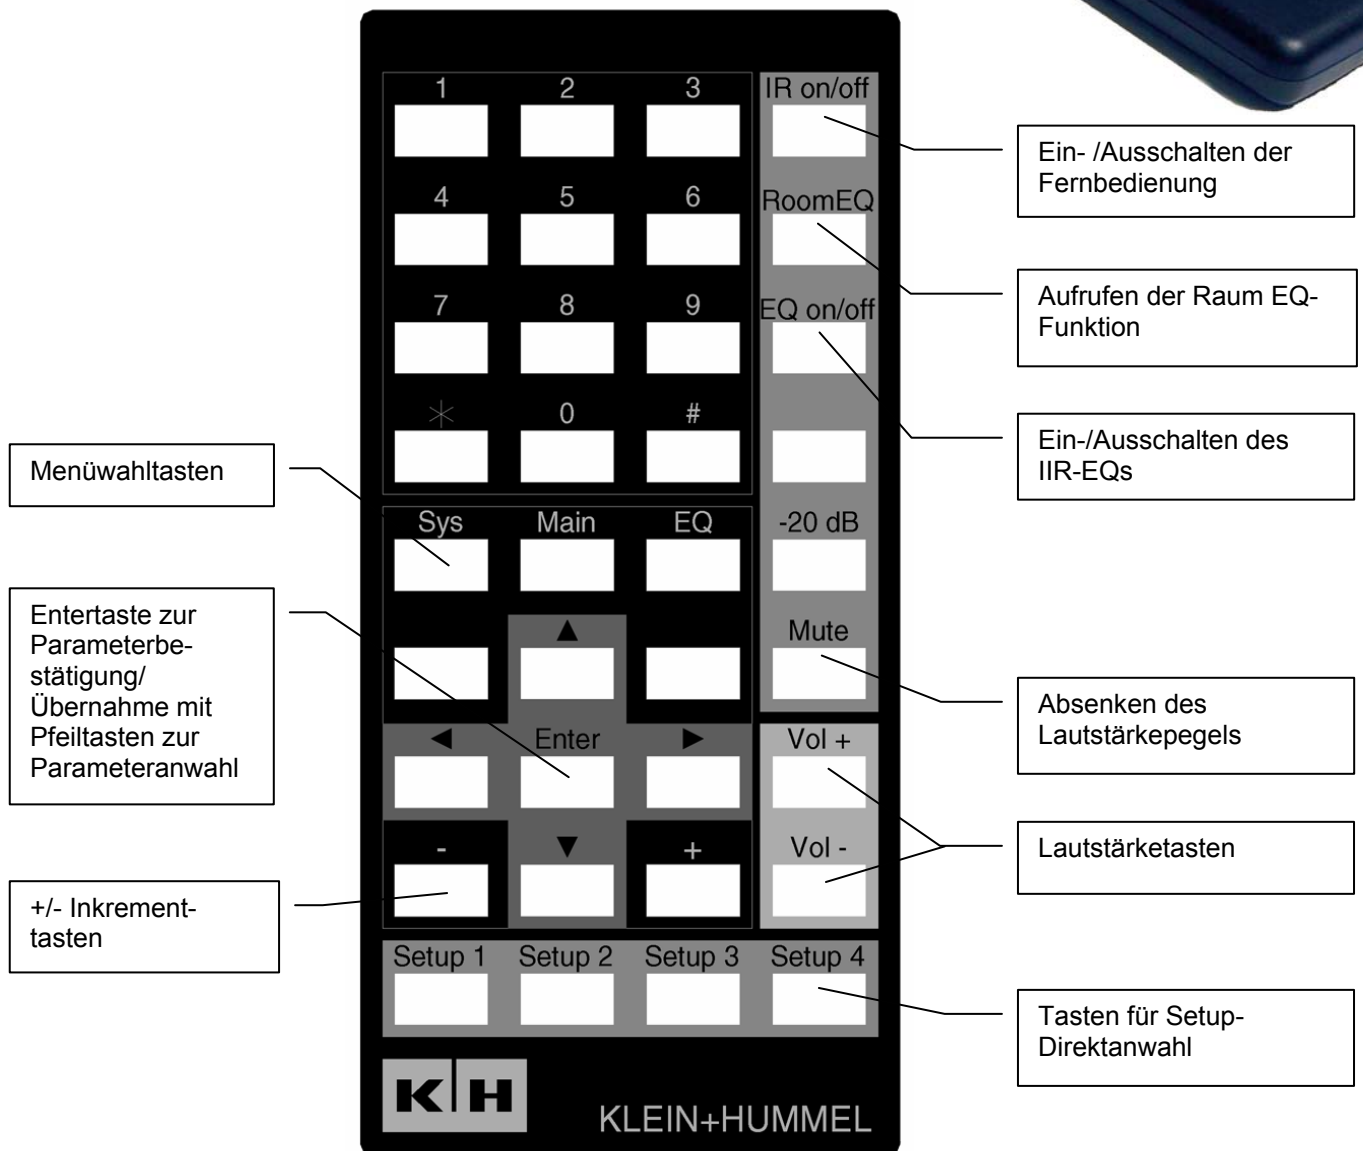 1 2 3 IR on/off
4 5 6 RoomEQ
7 8 9 EQ on/off
* 0 #
Sys Main EQ -20 dB
▲ Mute
◄ Enter ► Vol +
- ▼ + Vol -
Setup 1 Setup 2 Setup 3 Setup 4
KH
KLEIN+HUMMEL
Menüwahltasten
Entertaste zur
Parameterbe-
stätigung/
Übernahme mit
Pfeiltasten zur
Parameteranwahl
+/- Inkrement-
tasten
Ein- /Ausschalten der
Fernbedienung
Aufrufen der Raum EQ-
Funktion
Ein-/Ausschalten des
IIR-EQs
Absenken des
Lautstärkepegels
Lautstärketasten
Tasten für Setup-
Direktanwahl